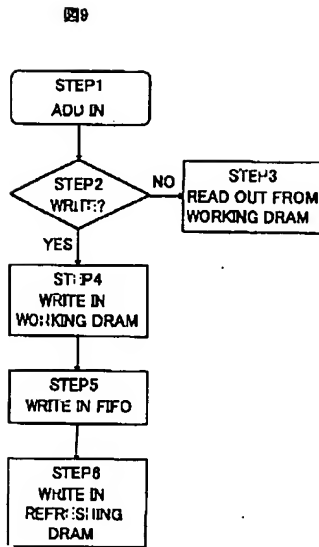 図9
STEP1
ADD IN
STEP2
WRITE?
NO
STEP3
READ OUT FROM
WORKING DRAM
YES
STEP4
WRITE IN
WORKING DRAM
STEP5
WRITE IN FIFO
STEP6
WRITE IN
REFRESHING
DRAM